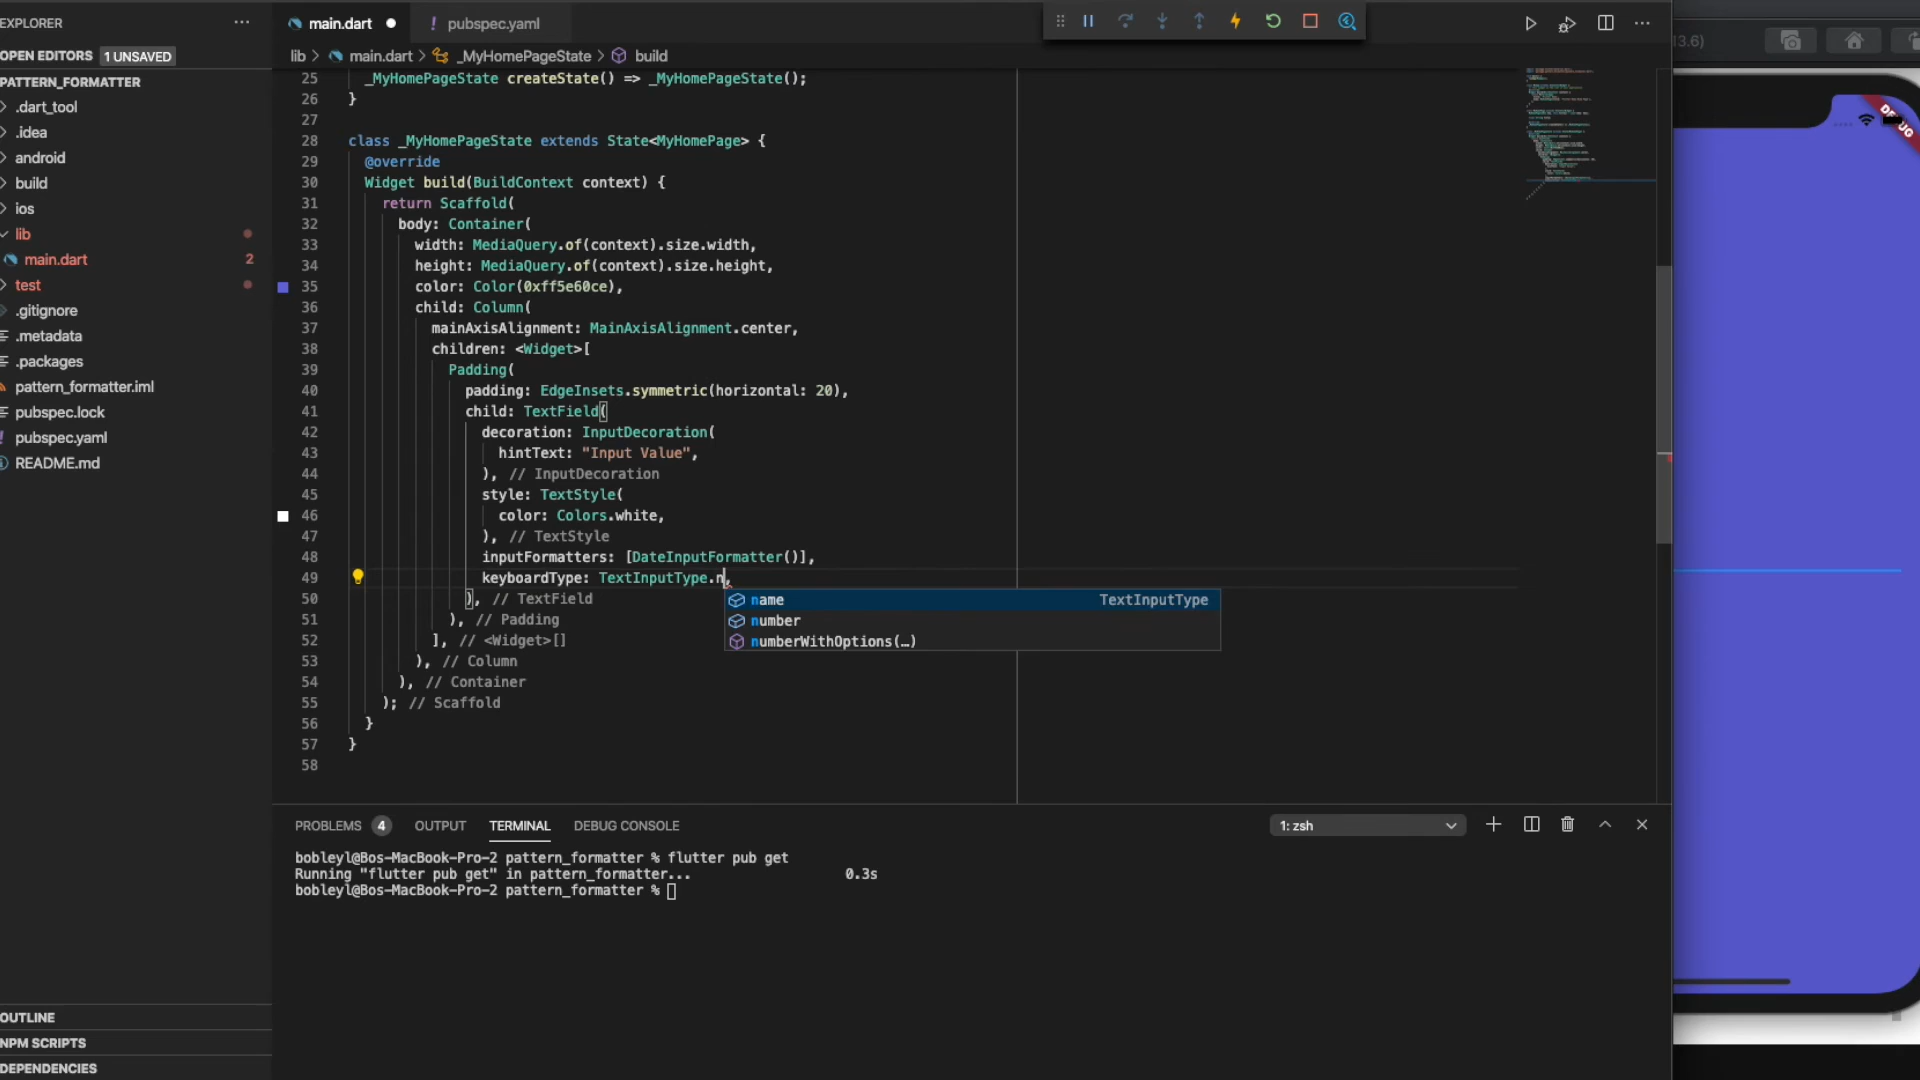 EXPLORER
OPEN EDITORS 1 UNSAVED
PATTERN_FORMATTER
.dart_tool
.idea
android
build
ios
lib
main.dart 2
test
.gitignore
.metadata
.packages
pattern_formatter.iml
pubspec.lock
pubspec.yaml
README.md
OUTLINE
NPM SCRIPTS
DEPENDENCIES
main.dart
! pubspec.yaml
lib > main.dart > _MyHomePageState > build
25 _MyHomePageState createState() => _MyHomePageState();
26 }
27
28 class _MyHomePageState extends State<MyHomePage> {
29 @override
30 Widget build(BuildContext context) {
31 return Scaffold(
32 body: Container(
33 width: MediaQuery.of(context).size.width,
34 height: MediaQuery.of(context).size.height,
35 color: Color(0xff5e60ce),
36 child: Column(
37 mainAxisAlignment: MainAxisAlignment.center,
38 children: <Widget>[
39 Padding(
40 padding: EdgeInsets.symmetric(horizontal: 20),
41 child: TextField(
42 decoration: InputDecoration(
43 hintText: "Input Value",
44 ), // InputDecoration
45 style: TextStyle(
46 color: Colors.white,
47 ), // TextStyle
48 inputFormatters: [DateInputFormatter()],
49 keyboardType: TextInputType.n,
50 ), // TextField
51 ), // Padding
52 ], // <Widget>[]
53 ), // Column
54 ), // Container
55 ); // Scaffold
56 }
57 }
58
name TextInputType
number
numberWithOptions(…)
PROBLEMS 4 OUTPUT TERMINAL DEBUG CONSOLE
1: zsh
bobleyl@Bos-MacBook-Pro-2 pattern_formatter % flutter pub get
Running "flutter pub get" in pattern_formatter... 0.3s
bobleyl@Bos-MacBook-Pro-2 pattern_formatter %
13.6)